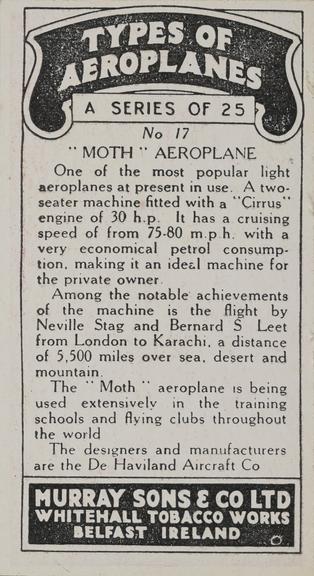 TYPES OF
AEROPLANES
A SERIES OF 25
No 17
"MOTH" AEROPLANE
One of the most popular light
aeroplanes at present in use. A two-
seater machine fitted with a "Cirrus"
engine of 30 h.p. It has a cruising
speed of from 75-80 m.p.h. with a
very economical petrol consump-
tion, making it an ideal machine for
the private owner.
Among the notable achievements
of the machine is the flight by
Neville Stag and Bernard S Leet
from London to Karachi, a distance
of 5,500 miles over sea, desert and
mountain.
The "Moth" aeroplane is being
used extensively in the training
schools and flying clubs throughout
the world
The designers and manufacturers
are the De Haviland Aircraft Co
MURRAY SONS & CO LTD
WHITEHALL TOBACCO WORKS
BELFAST IRELAND